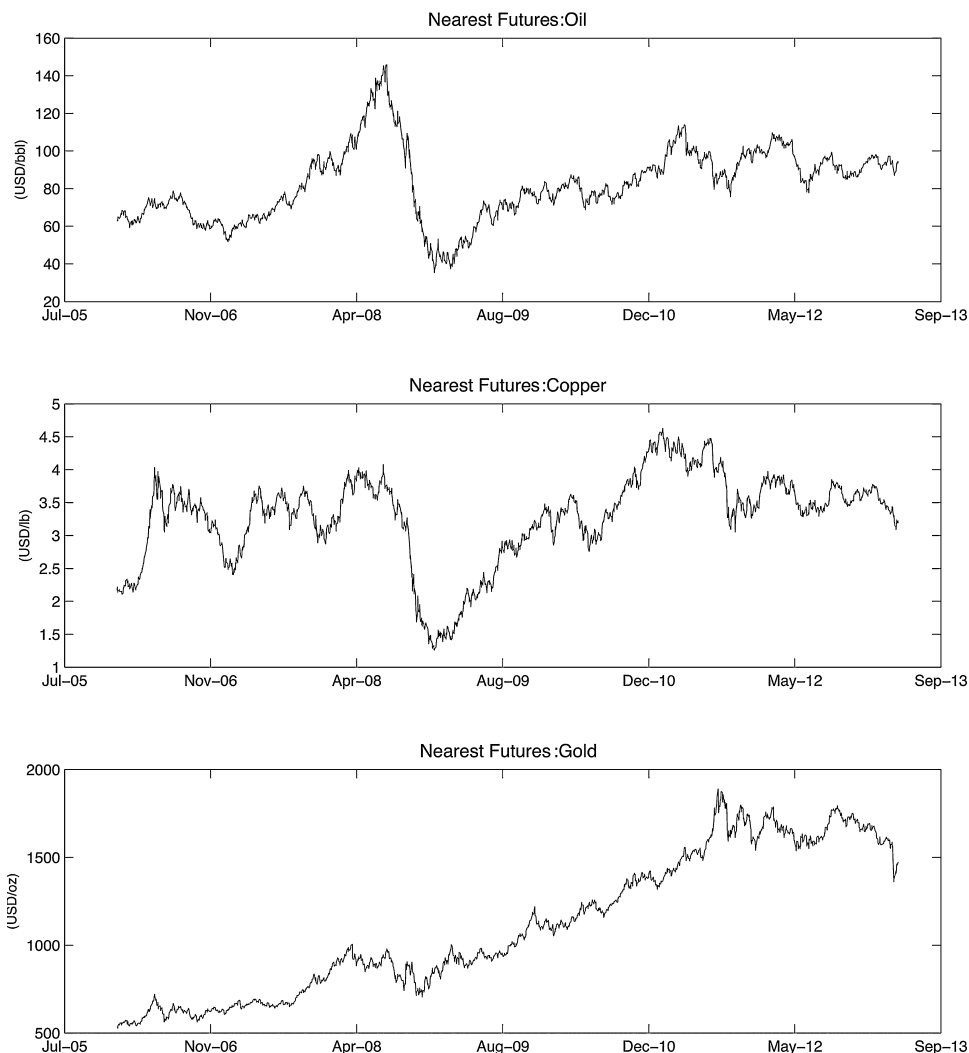 Nearest Futures:Oil
(USD/bbl)
160
140
120
100
80
60
40
20
Jul–05 Nov–06 Apr–08 Aug–09 Dec–10 May–12 Sep–13
Nearest Futures:Copper
(USD/lb)
5
4.5
4
3.5
3
2.5
2
1.5
1
Jul–05 Nov–06 Apr–08 Aug–09 Dec–10 May–12 Sep–13
Nearest Futures:Gold
(USD/oz)
2000
1500
1000
500
Jul–05 Nov–06 Apr–08 Aug–09 Dec–10 May–12 Sep–13